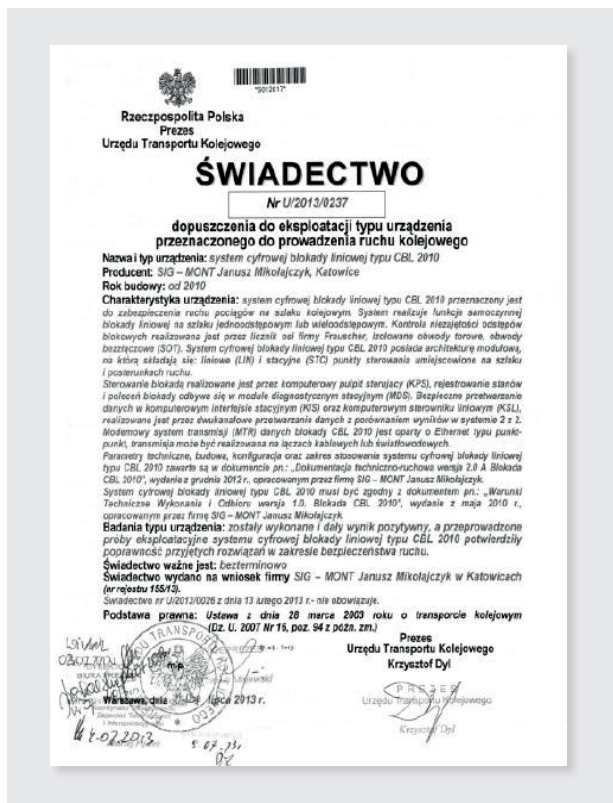 *S012617*
Rzeczpospolita Polska
Prezes
Urzędu Transportu Kolejowego
ŚWIADECTWO
Nr U/2013/0237
dopuszczenia do eksploatacji typu urządzenia
przeznaczonego do prowadzenia ruchu kolejowego
Nazwa i typ urządzenia: system cyfrowej blokady liniowej typu CBL 2010
Producent: SIG – MONT Janusz Mikołajczyk, Katowice
Rok budowy: od 2010
Charakterystyka urządzenia: system cyfrowej blokady liniowej typu CBL 2010 przeznaczony jest
do zabezpieczenia ruchu pociągów na szlaku kolejowym. System realizuje funkcje samoczynnej
blokady liniowej na szlaku jednoodstępowym lub wieloodstępowym. Kontrola niezajętości odstępów
blokowych realizowana jest przez licznik osi firmy Frauscher, izolowane obwody torowe, obwody
bezzłączowe (SOT). System cyfrowej blokady liniowej typu CBL 2010 posiada architekturę modułową,
na którą składają się: liniowe (LIN) i stacyjne (STC) punkty sterowania umiejscowione na szlaku
i posterunkach ruchu.
Sterowanie blokadą realizowane jest przez komputerowy pulpit sterujący (KPS), rejestrowanie stanów
i poleceń blokady odbywa się w module diagnostycznym stacyjnym (MDS). Bezpieczne przetwarzanie
danych w komputerowym interfejsie stacyjnym (KIS) oraz komputerowym sterowniku liniowym (KSL),
realizowane jest przez dwukanałowe przetwarzanie danych z porównaniem wyników w systemie 2 z 2.
Modemowy system transmisji (MTR) danych blokady CBL 2010 jest oparty o Ethernet typu punkt-
punkt, transmisja może być realizowana na łączach kablowych lub światłowodowych.
Parametry techniczne, budowa, konfiguracja oraz zakres stosowania systemu cyfrowej blokady liniowej
typu CBL 2010 zawarte są w dokumencie pn.: „Dokumentacja techniczno-ruchowa wersja 2.0 A Blokada
CBL 2010", wydanie z grudnia 2012 r., opracowanym przez firmę SIG – MONT Janusz Mikołajczyk.
System cyfrowej blokady liniowej typu CBL 2010 musi być zgodny z dokumentem pn.: „Warunki
Techniczne Wykonania i Odbioru wersja 1.0. Blokada CBL 2010", wydanie z maja 2010 r.,
opracowanym przez firmę SIG – MONT Janusz Mikołajczyk.
Badania typu urządzenia: zostały wykonane i dały wynik pozytywny, a przeprowadzone
próby eksploatacyjne systemu cyfrowej blokady liniowej typu CBL 2010 potwierdziły
poprawność przyjętych rozwiązań w zakresie bezpieczeństwa ruchu.
Świadectwo ważne jest: bezterminowo
Świadectwo wydano na wniosek firmy SIG – MONT Janusz Mikołajczyk w Katowicach
(nr rejestru 155/13).
Świadectwo nr U/2013/0026 z dnia 13 lutego 2013 r.- nie obowiązuje.
Podstawa prawna: Ustawa z dnia 28 marca 2003 roku o transporcie kolejowym
(Dz. U. 2007 Nr 16, poz. 94 z późn. zm.)
Prezes
Urzędu Transportu Kolejowego
Krzysztof Dyl
m.p.
Warszawa, dnia lipca 2013 r.
PREZES
Urzędu Transportu Kolejowego
Krzysztof Dyl